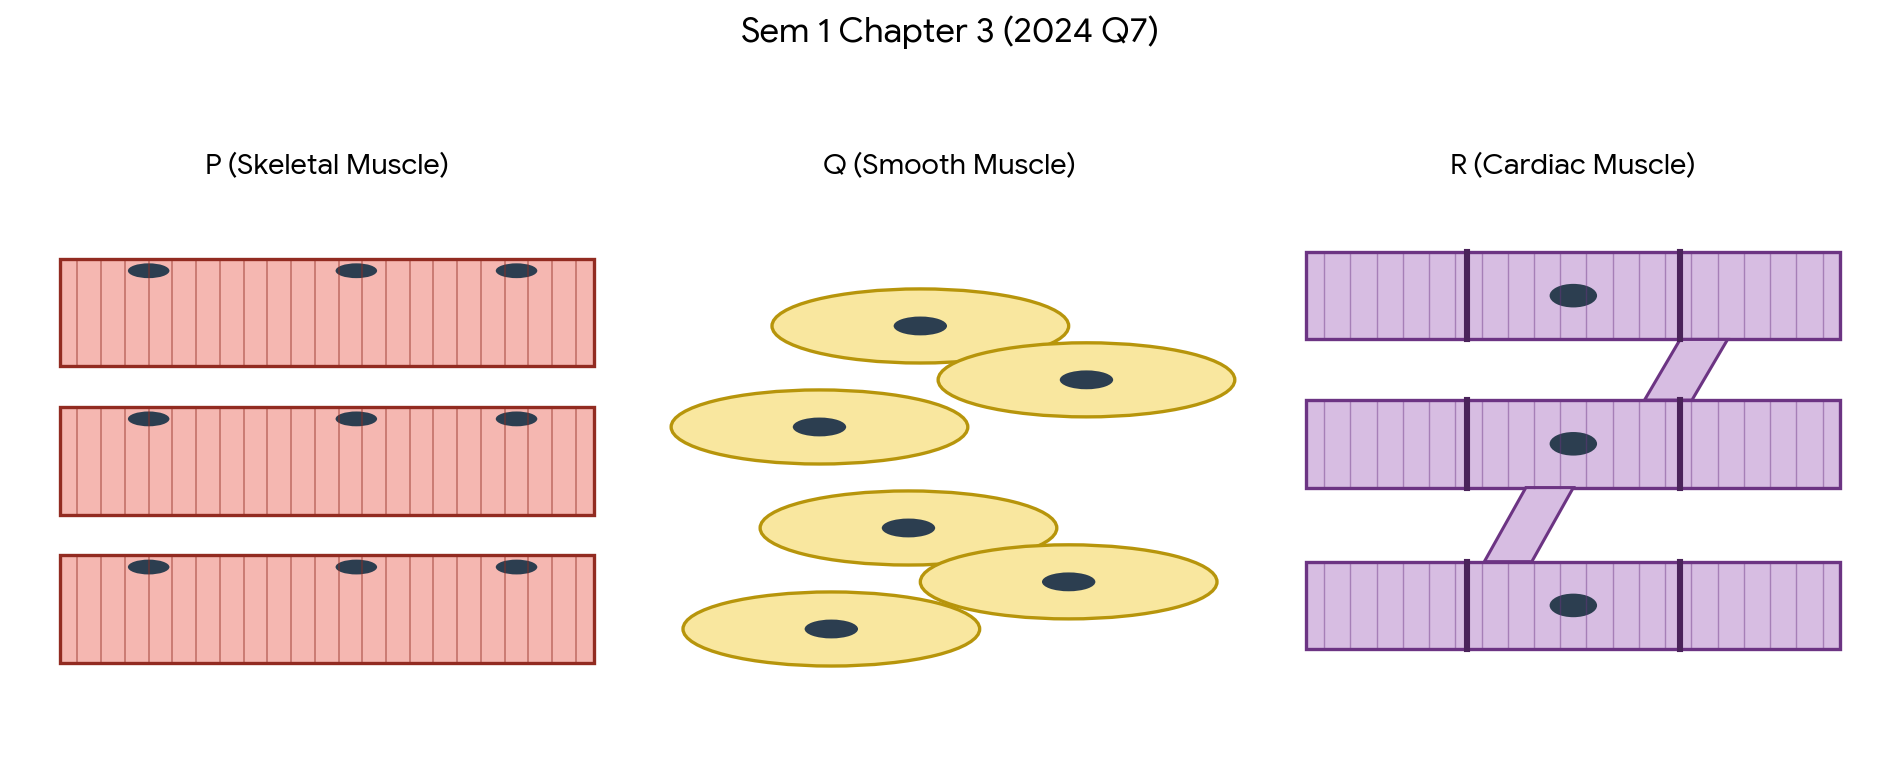 Sem 1 Chapter 3 (2024 Q7)
P (Skeletal Muscle)
Q (Smooth Muscle)
R (Cardiac Muscle)